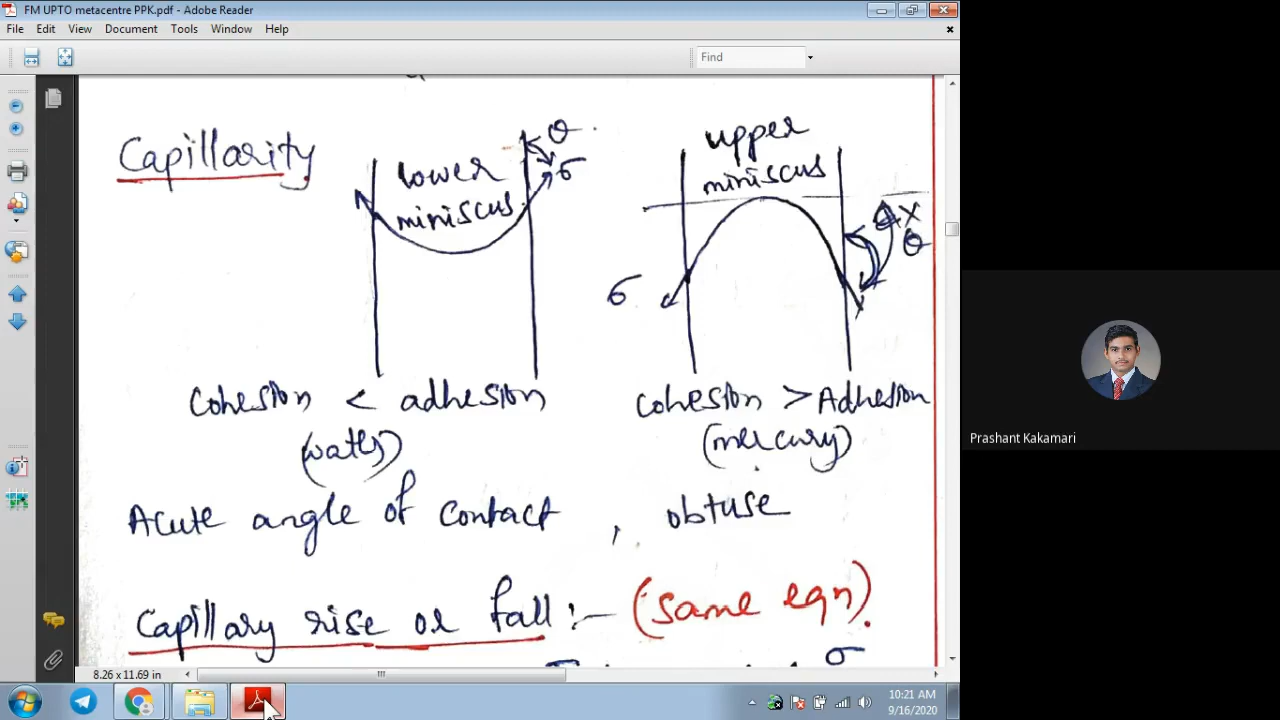 FM UPTO metacentre PPK.pdf - Adobe Reader
File Edit View Document Tools Window Help
Find
Capillarity
lower
miniscus
θ
σ
upper
miniscus
σ
θ
Cohesion < adhesion
(water)
cohesion > Adhesion
(mercury)
Acute angle of contact , obtuse
Capillary rise or fall :- (same eqn).
σ
8.26 x 11.69 in
Prashant Kakamari
10:21 AM
9/16/2020